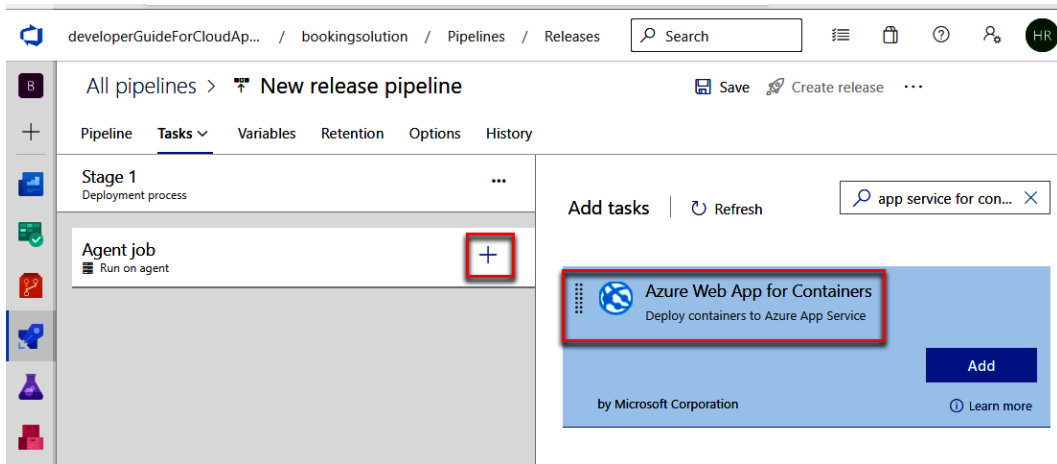 developerGuideForCloudAp... / bookingsolution / Pipelines / Releases Search HR
B All pipelines > New release pipeline Save Create release ...
Pipeline Tasks Variables Retention Options History
Stage 1 ...
Deployment process
Add tasks Refresh app service for con...
Agent job
Run on agent
Azure Web App for Containers
Deploy containers to Azure App Service
Add
by Microsoft Corporation Learn more